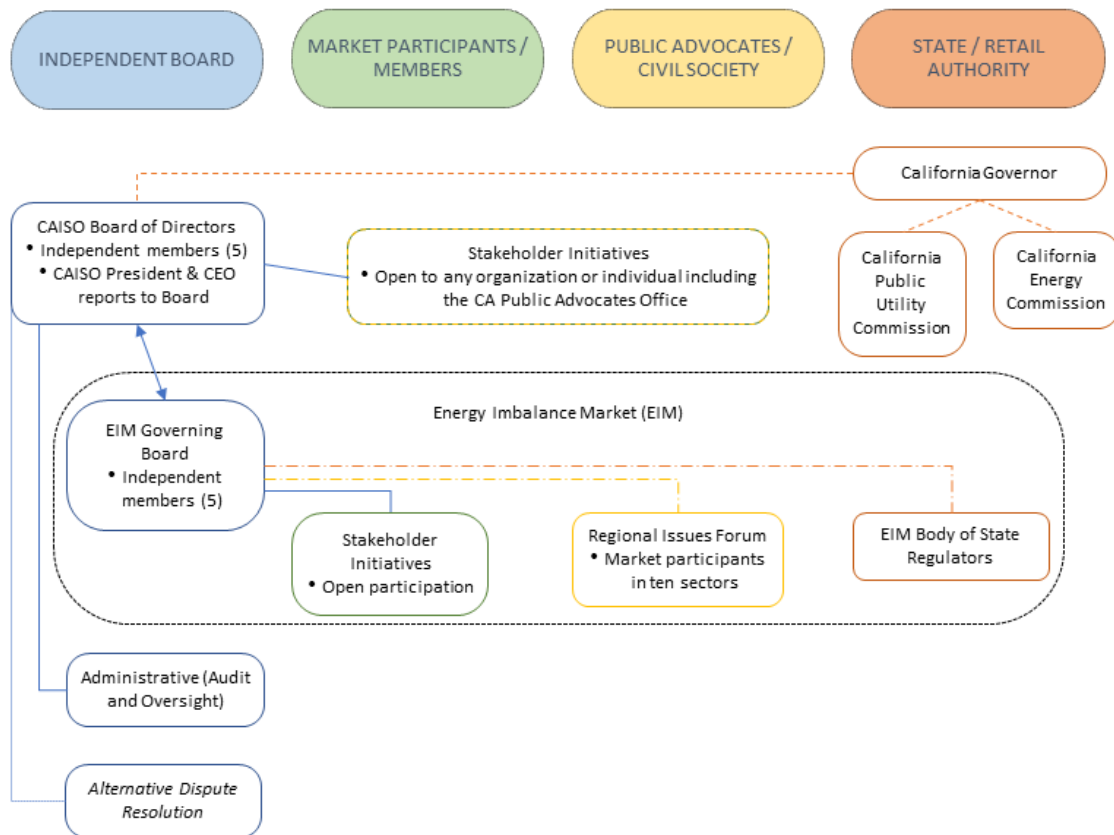 INDEPENDENT BOARD
MARKET PARTICIPANTS /
MEMBERS
PUBLIC ADVOCATES /
CIVIL SOCIETY
STATE / RETAIL
AUTHORITY
California Governor
CAISO Board of Directors
• Independent members (5)
• CAISO President & CEO
reports to Board
Stakeholder Initiatives
• Open to any organization or individual including
the CA Public Advocates Office
California
Public
Utility
Commission
California
Energy
Commission
Energy Imbalance Market (EIM)
EIM Governing
Board
• Independent
members (5)
Stakeholder
Initiatives
• Open participation
Regional Issues Forum
• Market participants
in ten sectors
EIM Body of State
Regulators
Administrative (Audit
and Oversight)
Alternative Dispute
Resolution